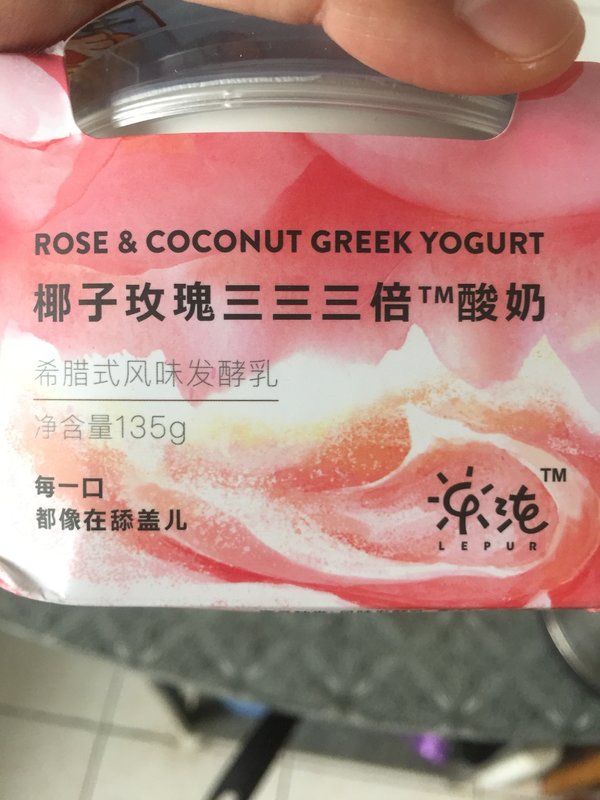 ROSE & COCONUT GREEK YOGURT
椰子玫瑰三三三倍™酸奶
希腊式风味发酵乳
净含量135g
每一口
都像在舔盖儿
乐纯™
LEPUR